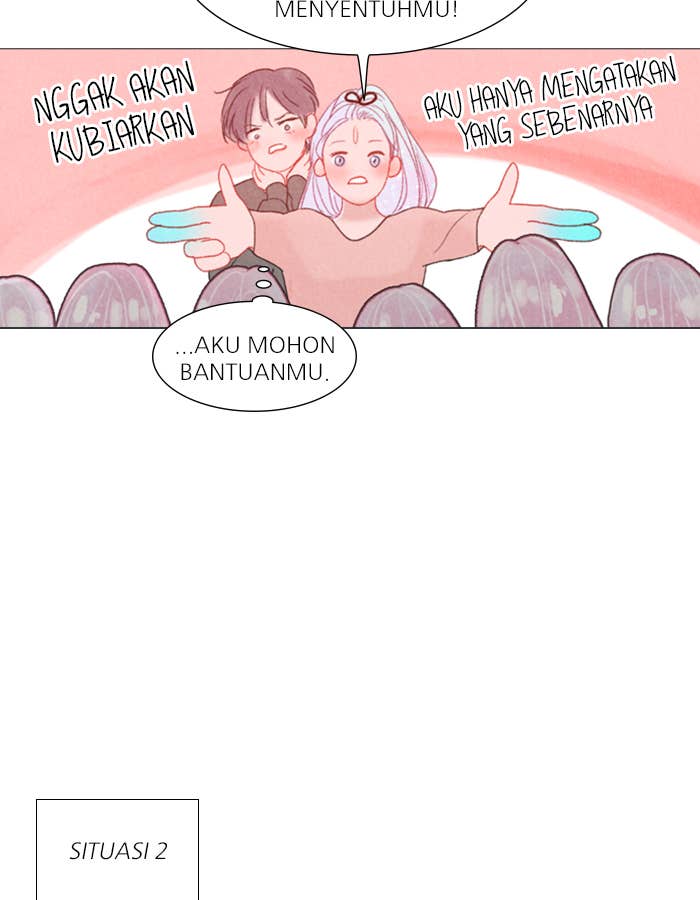 MENYENTUHMU!
NGGAK AKAN
KUBIARKAN
AKU HANYA MENGATAKAN
YANG SEBENARNYA
...AKU MOHON
BANTUANMU.
SITUASI 2